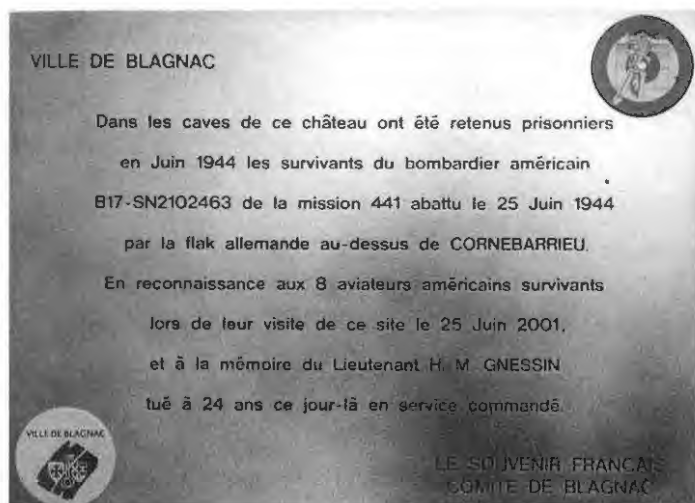 VILLE DE BLAGNAC
Dans les caves de ce château ont été retenus prisonniers
en Juin 1944 les survivants du bombardier américain
B17-SN2102463 de la mission 441 abattu le 25 Juin 1944
par la flak allemande au-dessus de CORNEBARRIEU.
En reconnaissance aux 8 aviateurs américains survivants
lors de leur visite de ce site le 25 Juin 2001,
et à la mémoire du Lieutenant H. M. GNESSIN
tué à 24 ans ce jour-là en service commandé.
VILLE DE BLAGNAC
LE SOUVENIR FRANCAIS
COMITE DE BLAGNAC